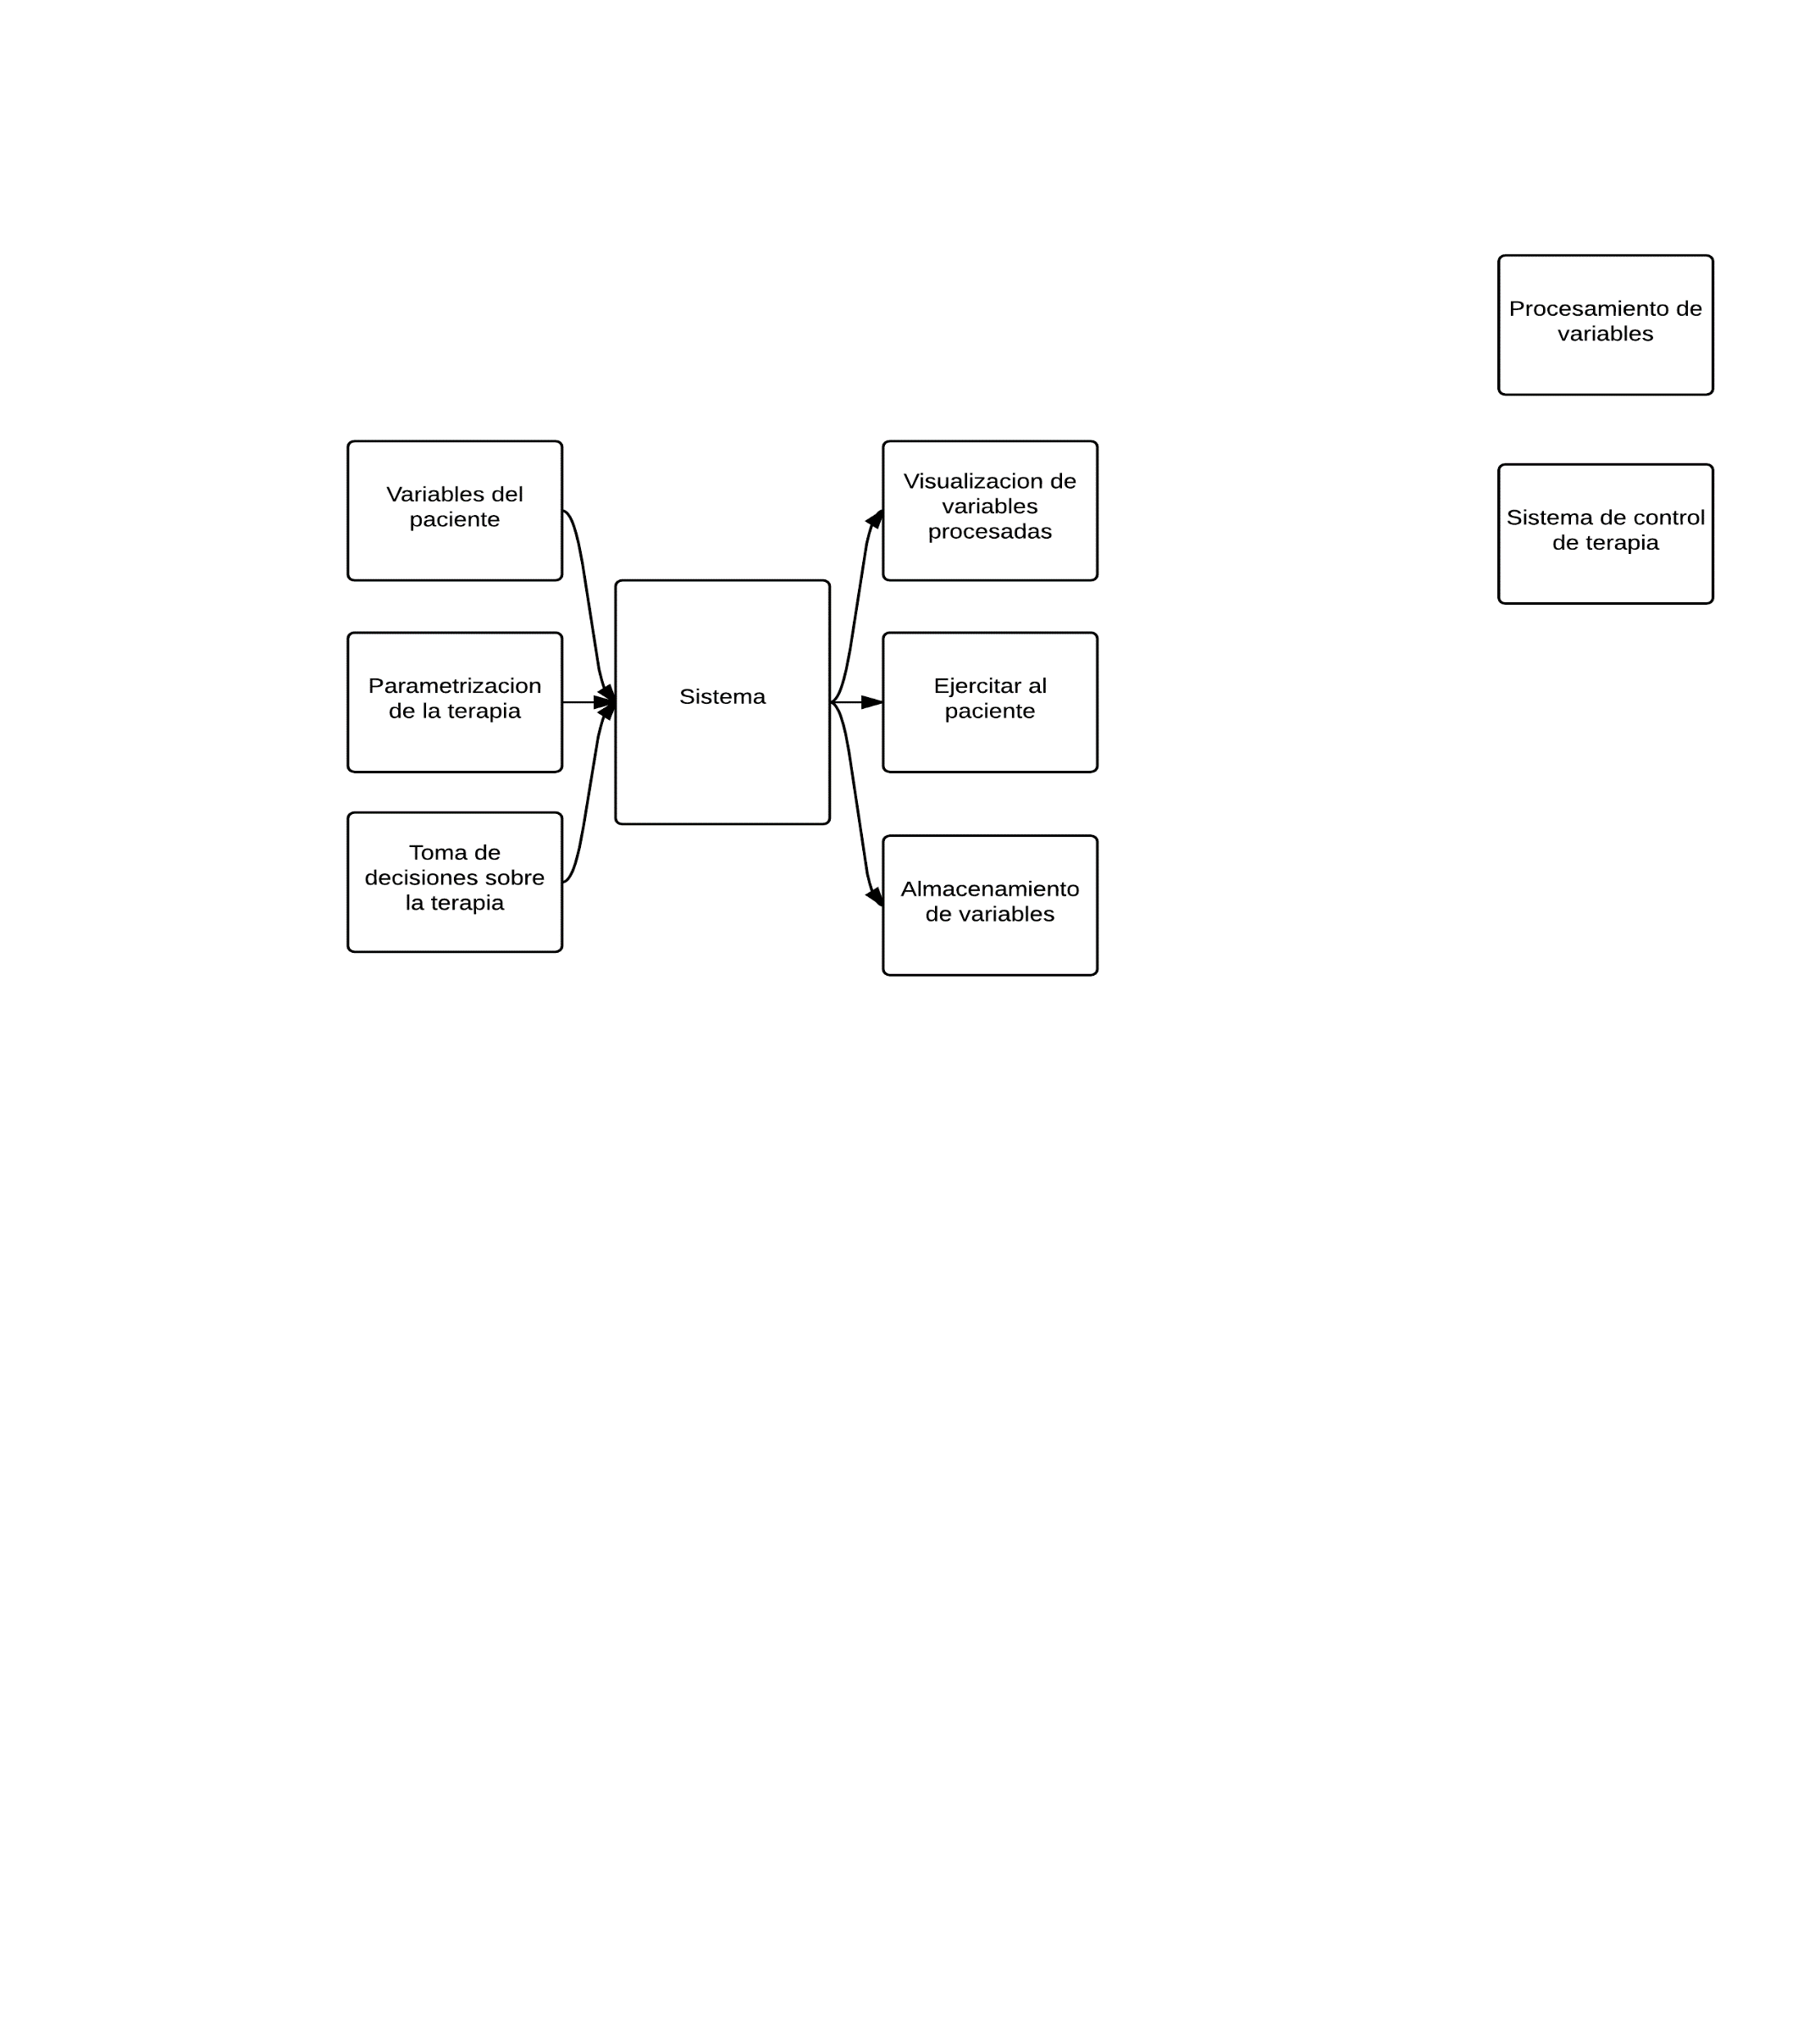 Procesamiento de
variables
Variables del
paciente
Visualizacion de
variables
procesadas
Sistema de control
de terapia
Parametrizacion
de la terapia
Sistema
Ejercitar al
paciente
Toma de
decisiones sobre
la terapia
Almacenamiento
de variables